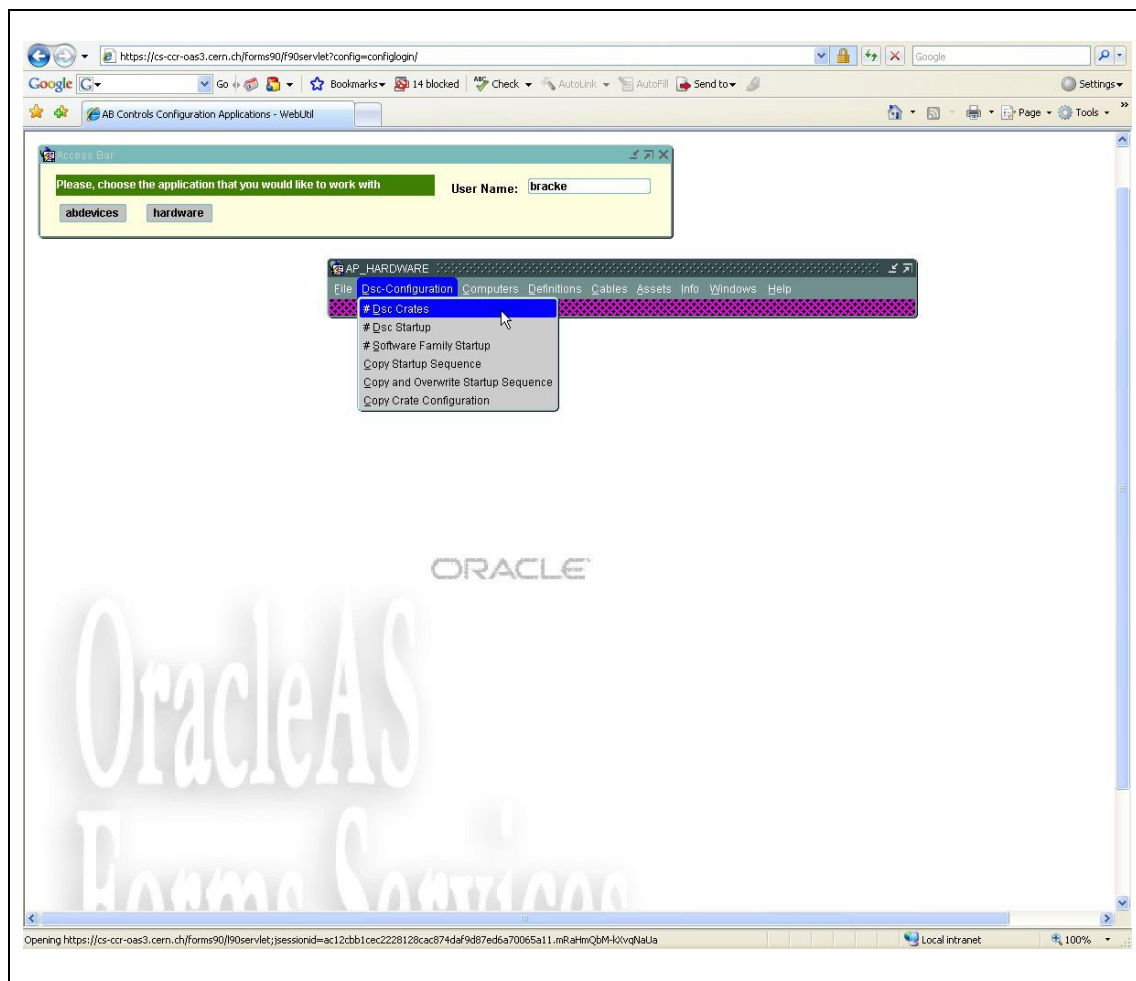 https://cs-ccr-oas3.cern.ch/forms90/f90servlet?config=configlogin/
Google
Google G Go Bookmarks 14 blocked Check AutoLink AutoFill Send to Settings
AB Controls Configuration Applications - WebUtil
Page Tools
Access Bar
Please, choose the application that you would like to work with
User Name: bracke
abdevices hardware
AP_HARDWARE
File Dsc-Configuration Computers Definitions Cables Assets Info Windows Help
# Dsc Crates
# Dsc Startup
# Software Family Startup
Copy Startup Sequence
Copy and Overwrite Startup Sequence
Copy Crate Configuration
ORACLE
OracleAS
Forms Services
Opening https://cs-ccr-oas3.cern.ch/forms90/l90servlet;jsessionid=ac12cbb1cec2228128cac874daf9d87ed6a70065a11.mRaHmQbM-kXvqNaUa
Local intranet
100%